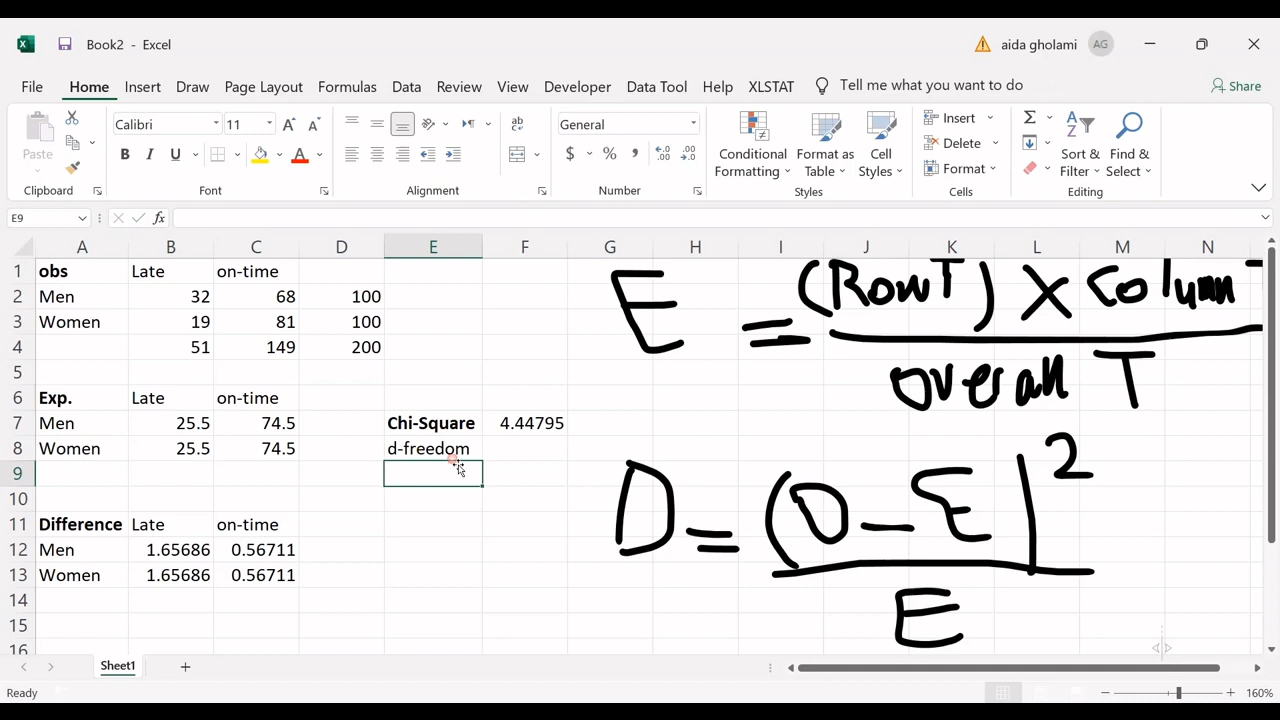 Book2 - Excel
aida gholami AG
File Home Insert Draw Page Layout Formulas Data Review View Developer Data Tool Help XLSTAT Tell me what you want to do Share
Paste
Calibri 11
General
Conditional Formatting
Format as Table
Cell Styles
Insert
Delete
Format
Sort & Filter
Find & Select
Clipboard Font Alignment Number Styles Cells Editing
E9 fx
A B C D E F G H I J K L M N
1 obs Late on-time
2 Men 32 68 100
3 Women 19 81 100
4 51 149 200
5
6 Exp. Late on-time
7 Men 25.5 74.5 Chi-Square 4.44795
8 Women 25.5 74.5 d-freedom
9
10
11 Difference Late on-time
12 Men 1.65686 0.56711
13 Women 1.65686 0.56711
14
15
16
E = (Row T) X Column T
overall T
D = (O - E)2
E
Sheet1
Ready 160%